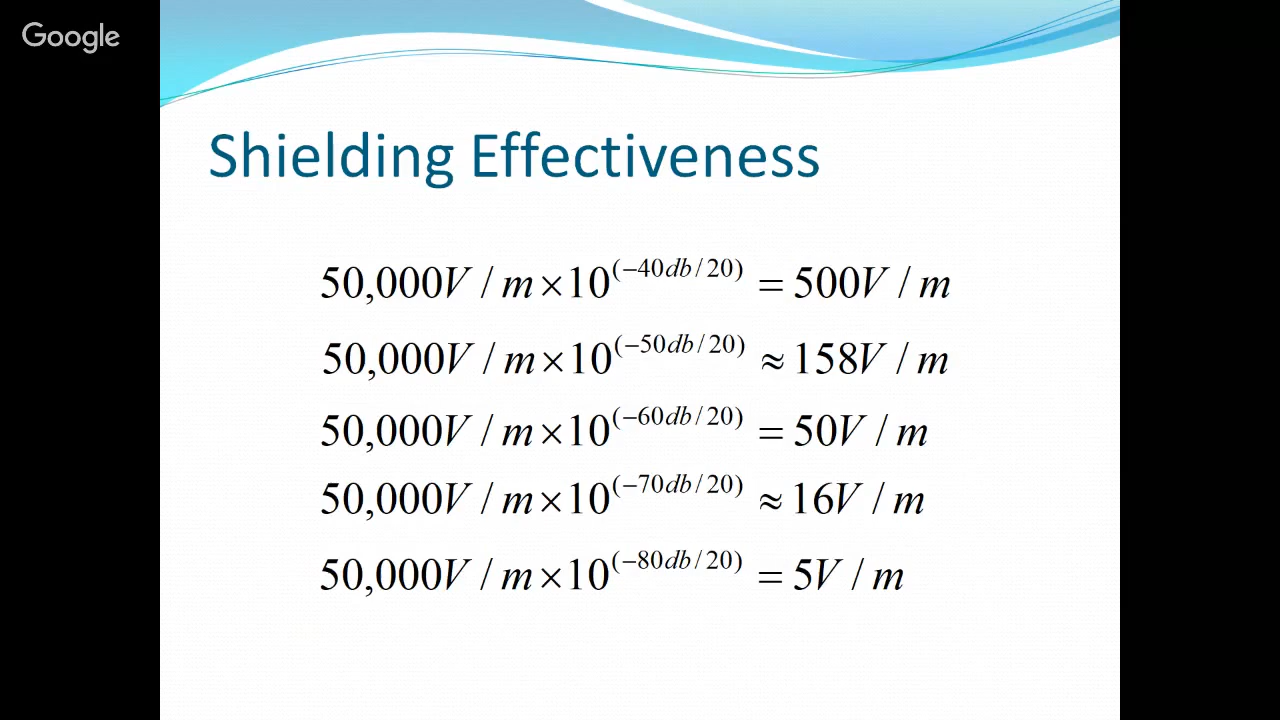 Google
Shielding Effectiveness
50,000V / m × 10^(−40db/20) = 500V / m
50,000V / m × 10^(−50db/20) ≈ 158V / m
50,000V / m × 10^(−60db/20) = 50V / m
50,000V / m × 10^(−70db/20) ≈ 16V / m
50,000V / m × 10^(−80db/20) = 5V / m